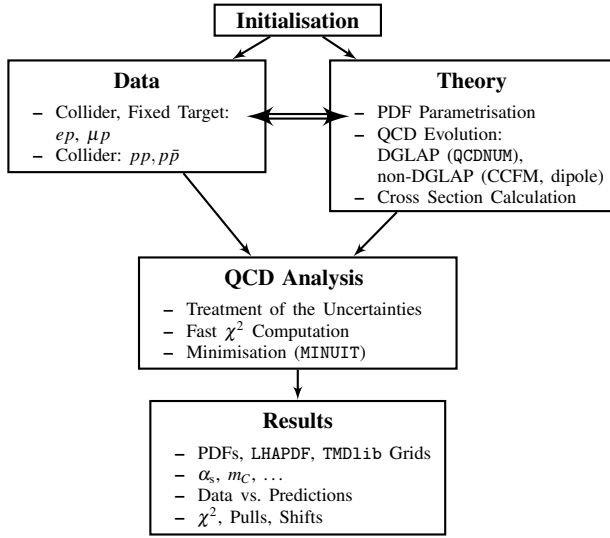 Initialisation
Data
– Collider, Fixed Target:
ep, μp
– Collider: pp, pp̄
Theory
– PDF Parametrisation
– QCD Evolution:
DGLAP (QCDNUM),
non-DGLAP (CCFM, dipole)
– Cross Section Calculation
QCD Analysis
– Treatment of the Uncertainties
– Fast χ² Computation
– Minimisation (MINUIT)
Results
– PDFs, LHAPDF, TMDlib Grids
– αₛ, m_C, …
– Data vs. Predictions
– χ², Pulls, Shifts